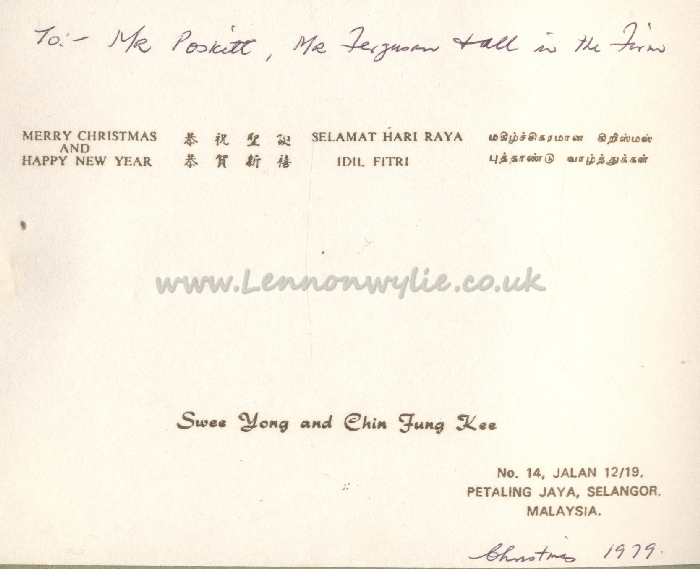 To:- Mr Poskitt, Mr Ferguson & all in the Firm
MERRY CHRISTMAS
AND
HAPPY NEW YEAR
恭祝聖誕
恭賀新禧
SELAMAT HARI RAYA
IDIL FITRI
மகிழ்ச்சிகரமான கிறிஸ்மஸ்
புத்தாண்டு வாழ்த்துக்கள்
www.Lennonwylie.co.uk
Swee Yong and Chin Fung Kee
No. 14, JALAN 12/19,
PETALING JAYA, SELANGOR,
MALAYSIA.
Christmas 1979.